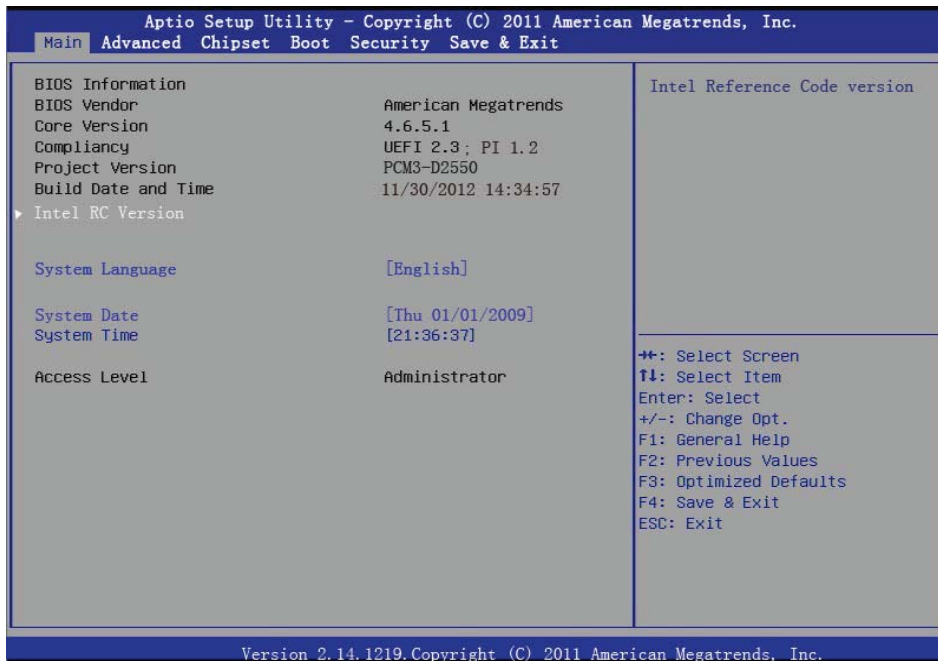 Aptio Setup Utility - Copyright (C) 2011 American Megatrends, Inc.
Main Advanced Chipset Boot Security Save & Exit
BIOS Information
BIOS Vendor American Megatrends
Core Version 4.6.5.1
Compliancy UEFI 2.3; PI 1.2
Project Version PCM3-D2550
Build Date and Time 11/30/2012 14:34:57
Intel RC Version
System Language [English]
System Date [Thu 01/01/2009]
System Time [21:36:37]
Access Level Administrator
Intel Reference Code version
→←: Select Screen
↑↓: Select Item
Enter: Select
+/-: Change Opt.
F1: General Help
F2: Previous Values
F3: Optimized Defaults
F4: Save & Exit
ESC: Exit
Version 2.14.1219.Copyright (C) 2011 American Megatrends, Inc.